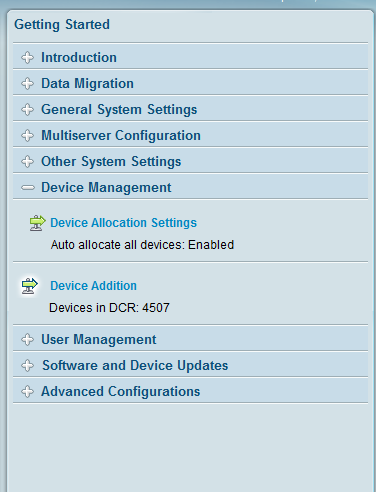 Getting Started
Introduction
Data Migration
General System Settings
Multiserver Configuration
Other System Settings
Device Management
Device Allocation Settings
Auto allocate all devices: Enabled
Device Addition
Devices in DCR: 4507
User Management
Software and Device Updates
Advanced Configurations